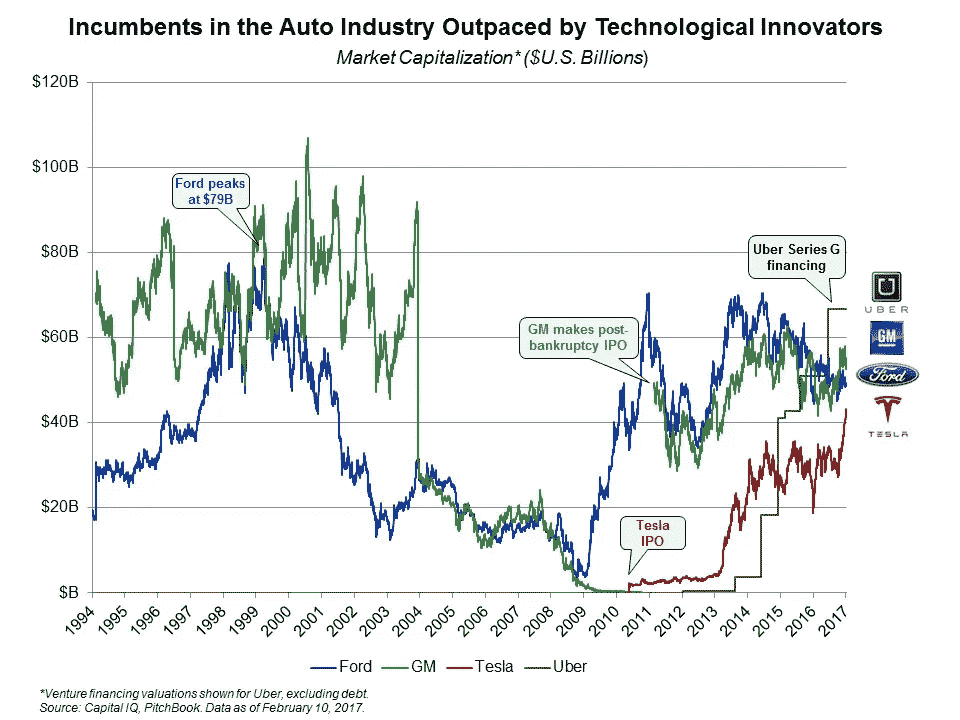 Incumbents in the Auto Industry Outpaced by Technological Innovators
Market Capitalization* ($U.S. Billions)
$120B
$100B
$80B
$60B
$40B
$20B
$B
Ford peaks
at $79B
GM makes post-
bankruptcy IPO
Tesla
IPO
Uber Series G
financing
UBER
GM
Ford
TESLA
1994
1995
1996
1997
1998
1999
2000
2001
2002
2003
2004
2005
2006
2007
2008
2009
2010
2011
2012
2013
2014
2015
2016
2017
Ford GM Tesla Uber
*Venture financing valuations shown for Uber, excluding debt.
Source: Capital IQ, PitchBook. Data as of February 10, 2017.